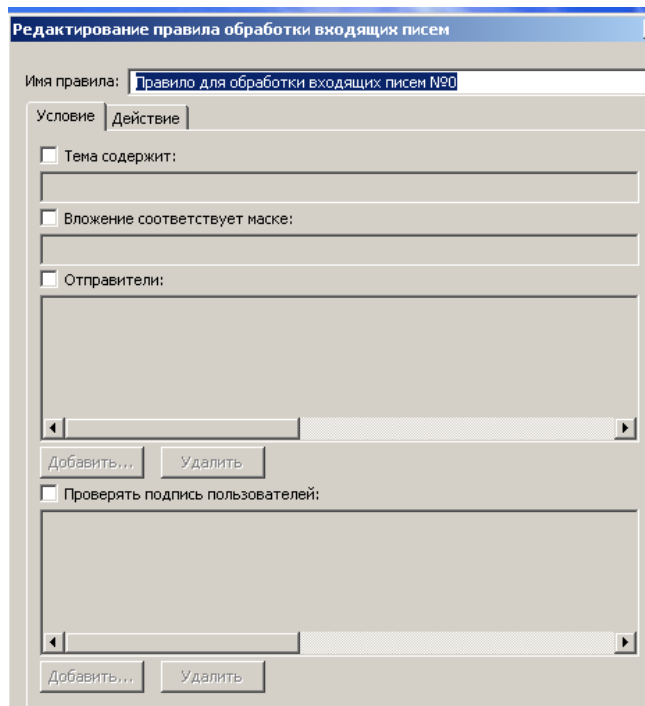 Редактирование правила обработки входящих писем
Имя правила: Правило для обработки входящих писем №0
Условие Действие
Тема содержит:
Вложение соответствует маске:
Отправители:
Добавить... Удалить
Проверять подпись пользователей:
Добавить... Удалить